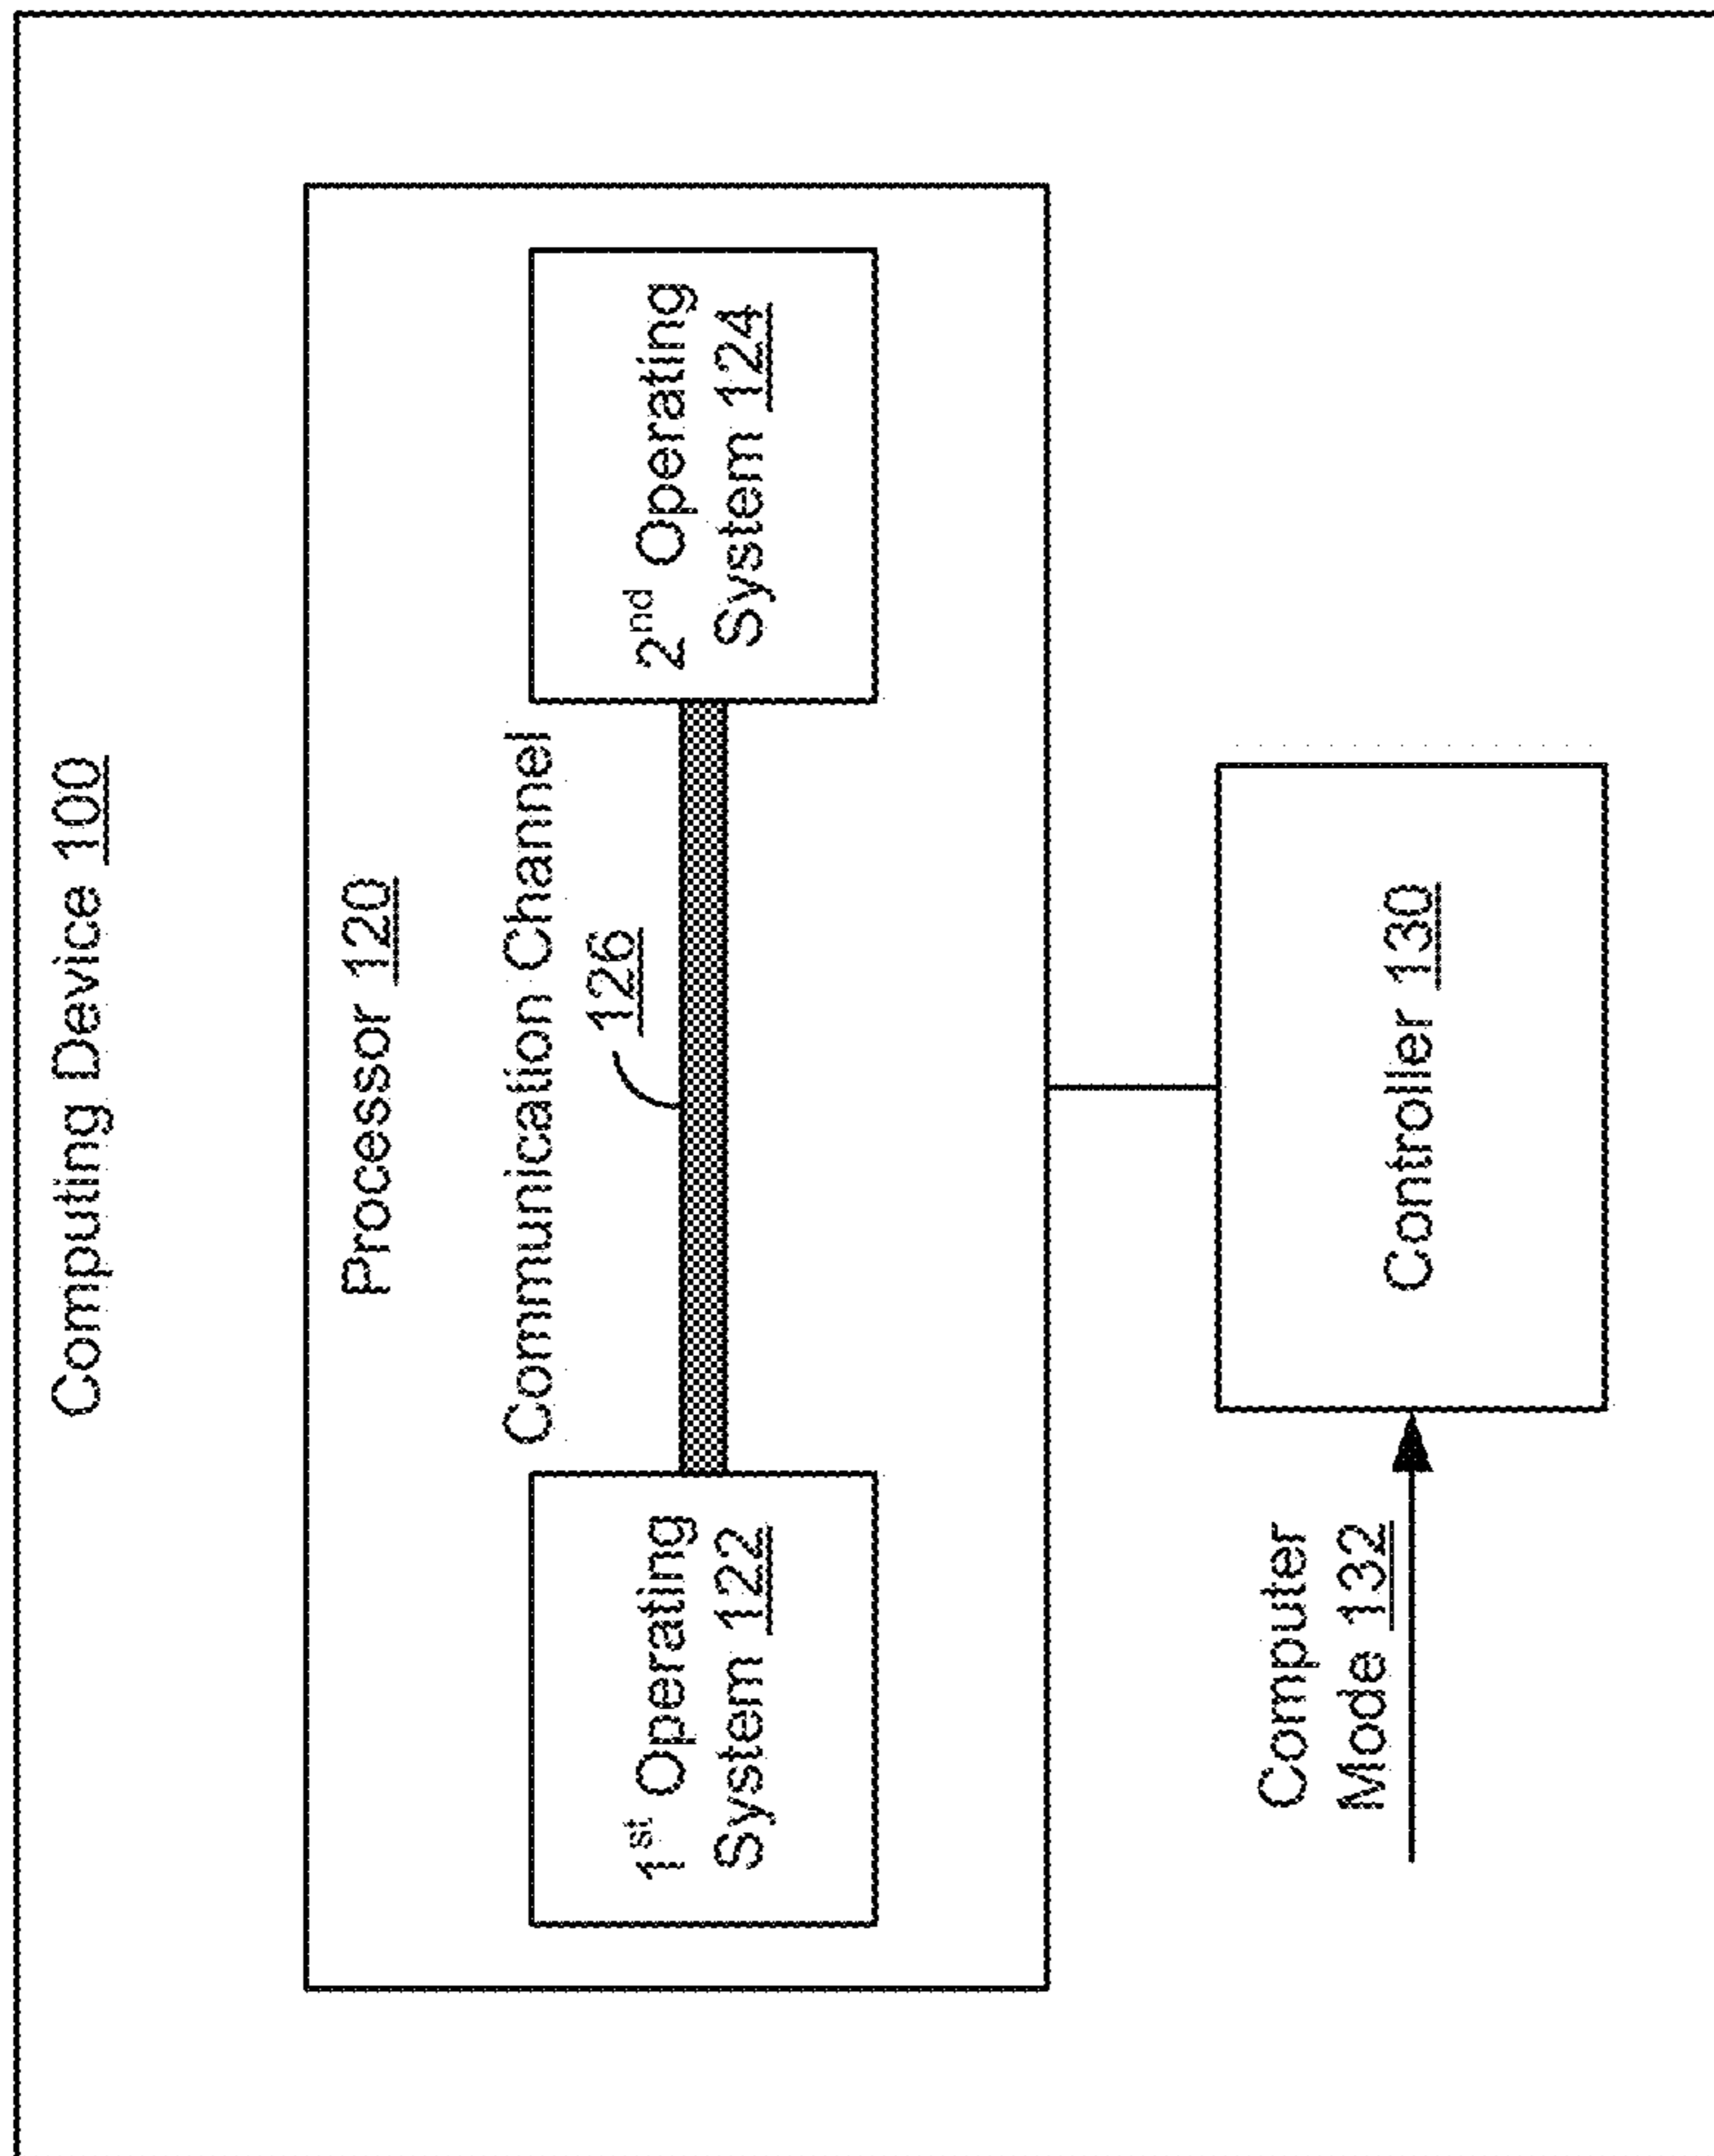 Computing Device 100
Processor 120
Communication Channel
126
1st Operating
System 122
2nd Operating
System 124
Computer
Mode 132
Controller 130